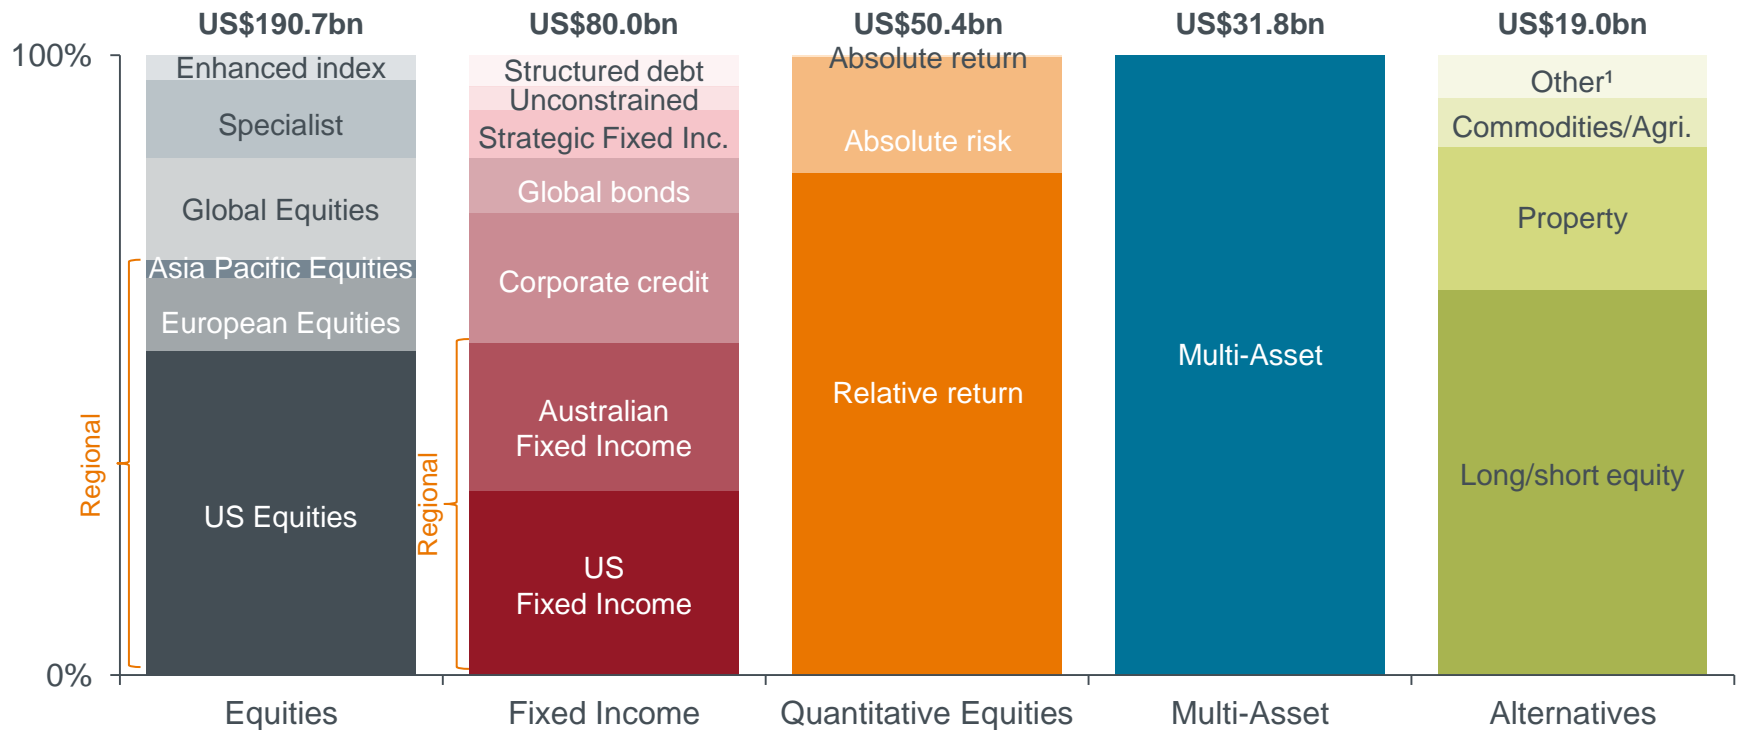 US$190.7bn
US$80.0bn
US$50.4bn
US$31.8bn
US$19.0bn
100%
0%
Regional
Enhanced index
Specialist
Global Equities
Asia Pacific Equities
European Equities
US Equities
Regional
Structured debt
Unconstrained
Strategic Fixed Inc.
Global bonds
Corporate credit
Australian
Fixed Income
US
Fixed Income
Absolute return
Absolute risk
Relative return
Multi-Asset
Other¹
Commodities/Agri.
Property
Long/short equity
Equities
Fixed Income
Quantitative Equities
Multi-Asset
Alternatives